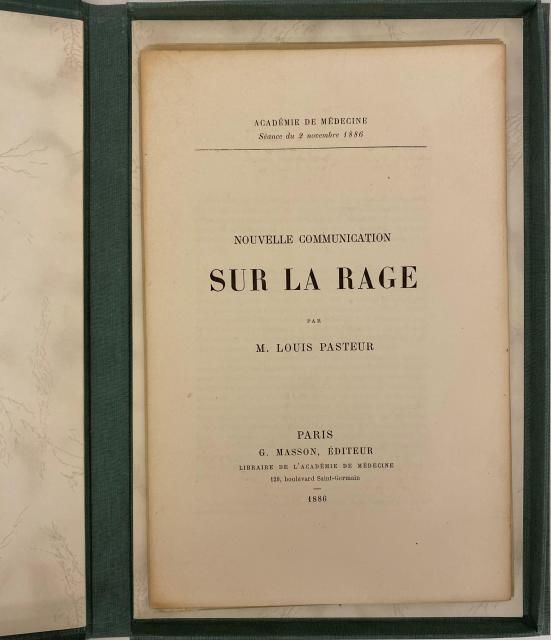 ACADÉMIE DE MÉDECINE
Séance du 2 novembre 1886
NOUVELLE COMMUNICATION
SUR LA RAGE
PAR
M. LOUIS PASTEUR
PARIS
G. MASSON, ÉDITEUR
LIBRAIRE DE L'ACADÉMIE DE MÉDECINE
120, boulevard Saint-Germain
1886